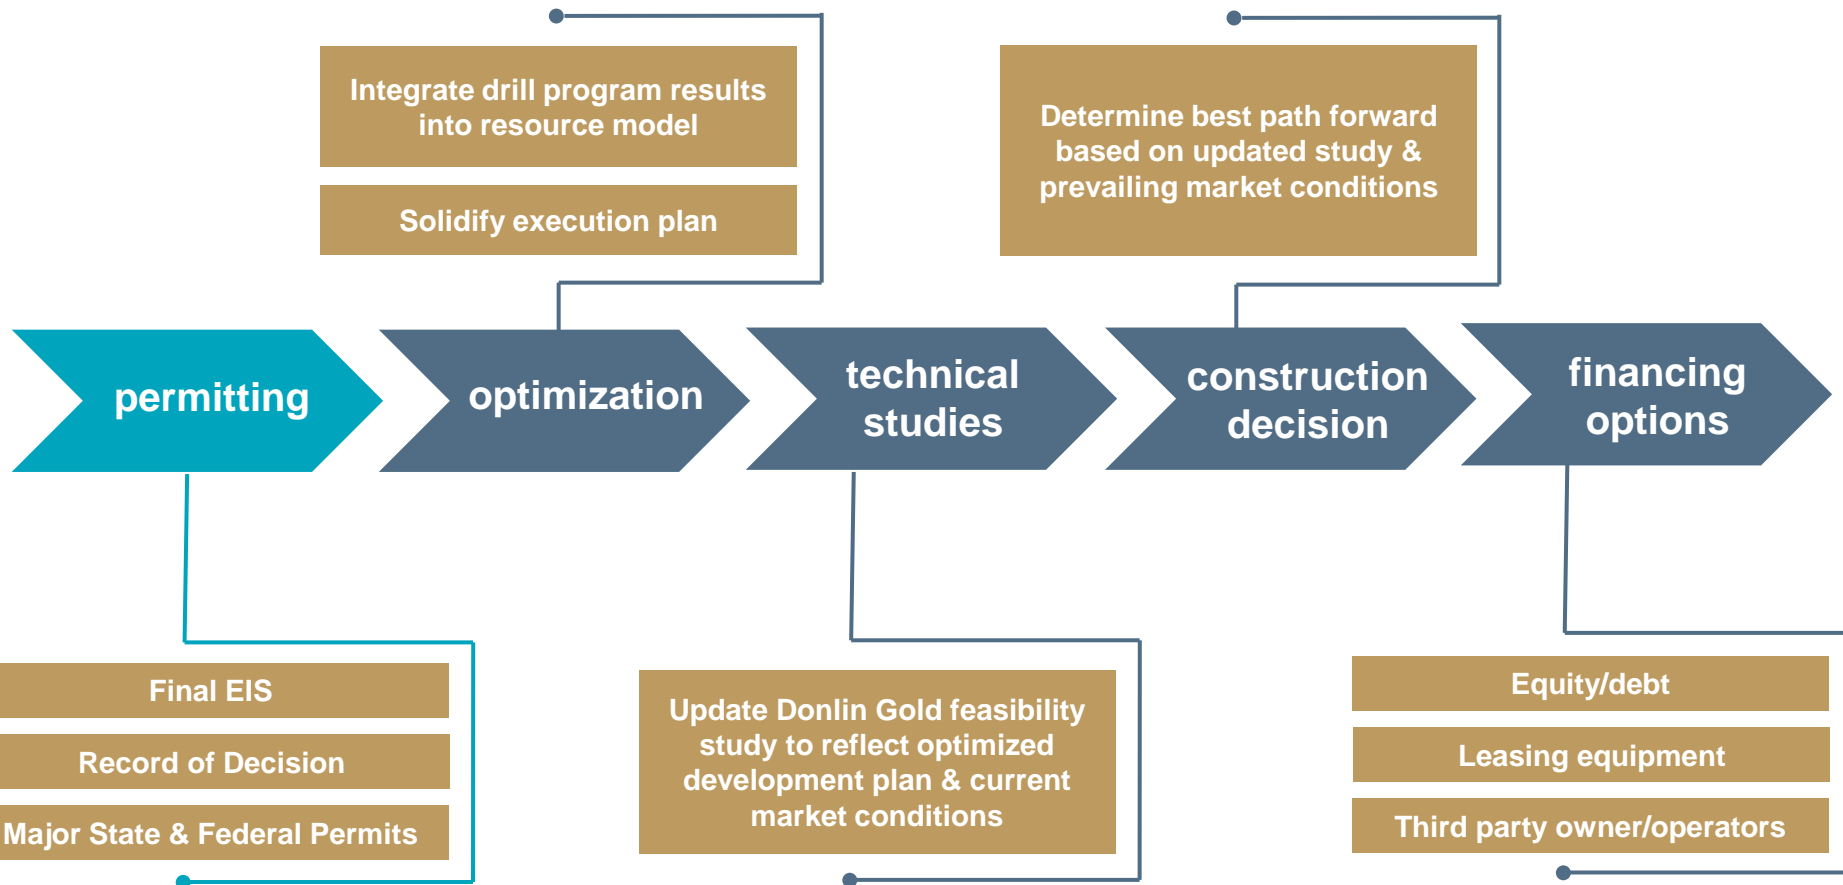 Integrate drill program results
into resource model
Solidify execution plan
Determine best path forward
based on updated study &
prevailing market conditions
permitting
optimization
technical
studies
construction
decision
financing
options
Final EIS
Record of Decision
Major State & Federal Permits
Update Donlin Gold feasibility
study to reflect optimized
development plan & current
market conditions
Equity/debt
Leasing equipment
Third party owner/operators